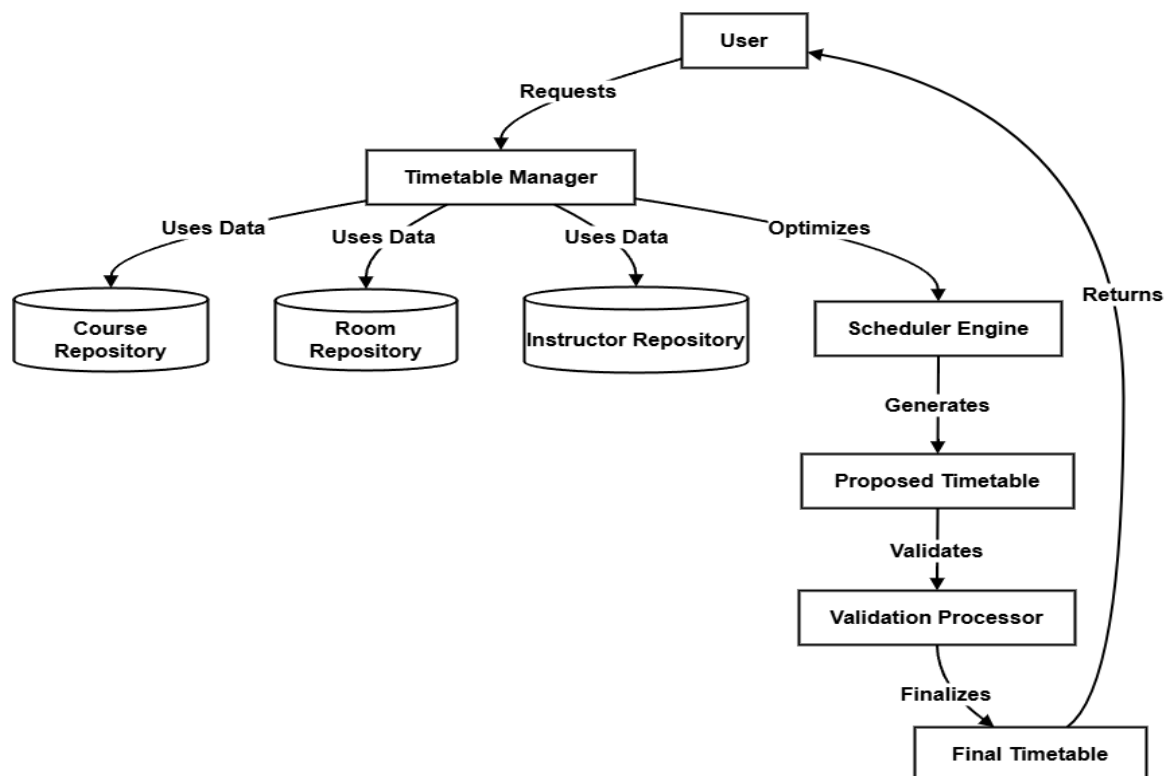 User
Requests
Timetable Manager
Uses Data
Uses Data
Uses Data
Optimizes
Returns
Course
Repository
Room
Repository
Instructor Repository
Scheduler Engine
Generates
Proposed Timetable
Validates
Validation Processor
Finalizes
Final Timetable